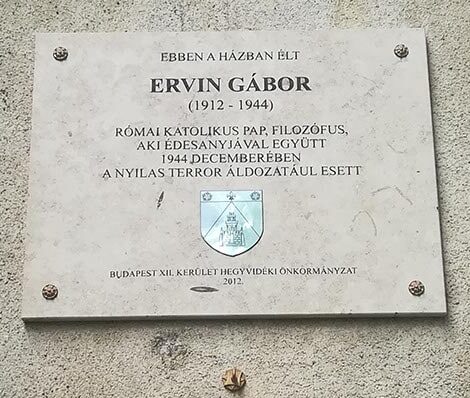 EBBEN A HÁZBAN ÉLT
ERVIN GÁBOR
(1912 - 1944)
RÓMAI KATOLIKUS PAP, FILOZÓFUS,
AKI ÉDESANYJÁVAL EGYÜTT
1944 DECEMBERÉBEN
A NYILAS TERROR ÁLDOZATÁUL ESETT
BUDAPEST XII. KERÜLET HEGYVIDÉKI ÖNKORMÁNYZAT
2012.